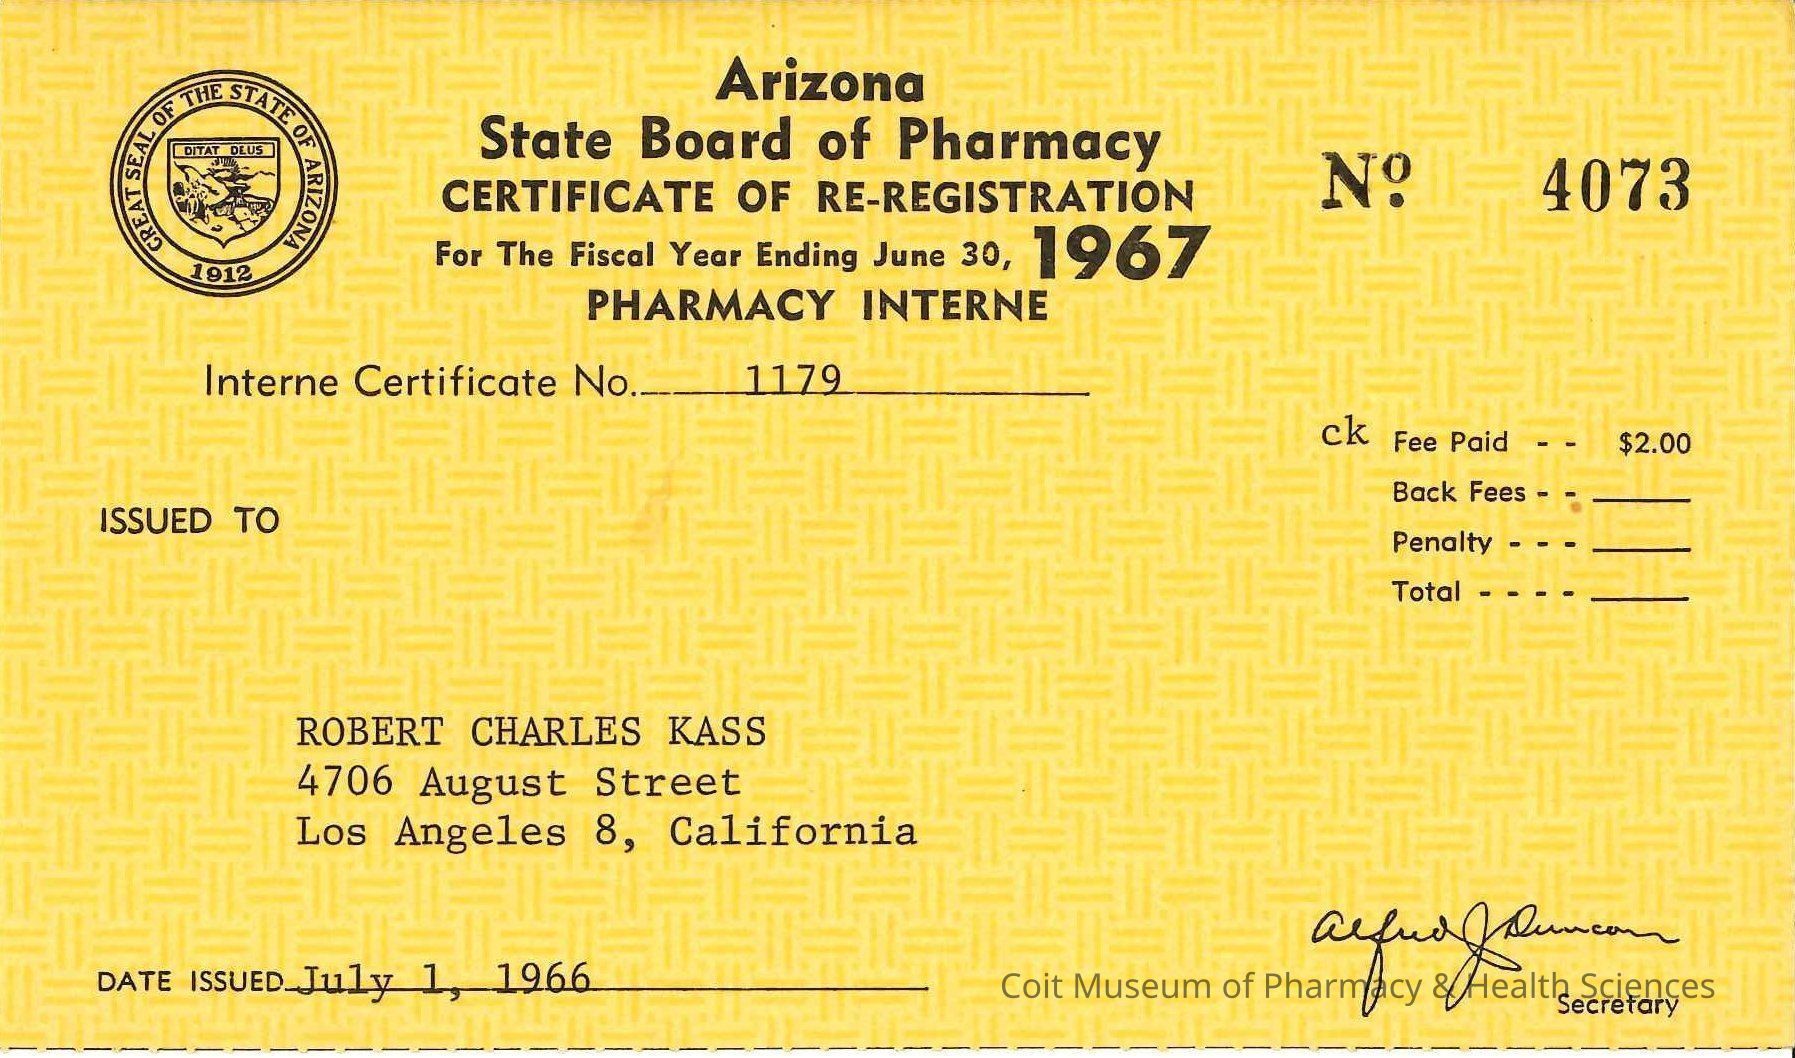 GREAT SEAL OF THE STATE OF ARIZONA
DITAT DEUS
1912
Arizona
State Board of Pharmacy
CERTIFICATE OF RE-REGISTRATION
For The Fiscal Year Ending June 30, 1967
PHARMACY INTERNE
Nº 4073
Interne Certificate No. 1179
ck Fee Paid - - $2.00
Back Fees - -
Penalty - - -
Total - - - -
ISSUED TO
ROBERT CHARLES KASS
4706 August Street
Los Angeles 8, California
DATE ISSUED July 1, 1966
Alfred J Duncan
Secretary
Coit Museum of Pharmacy & Health Sciences